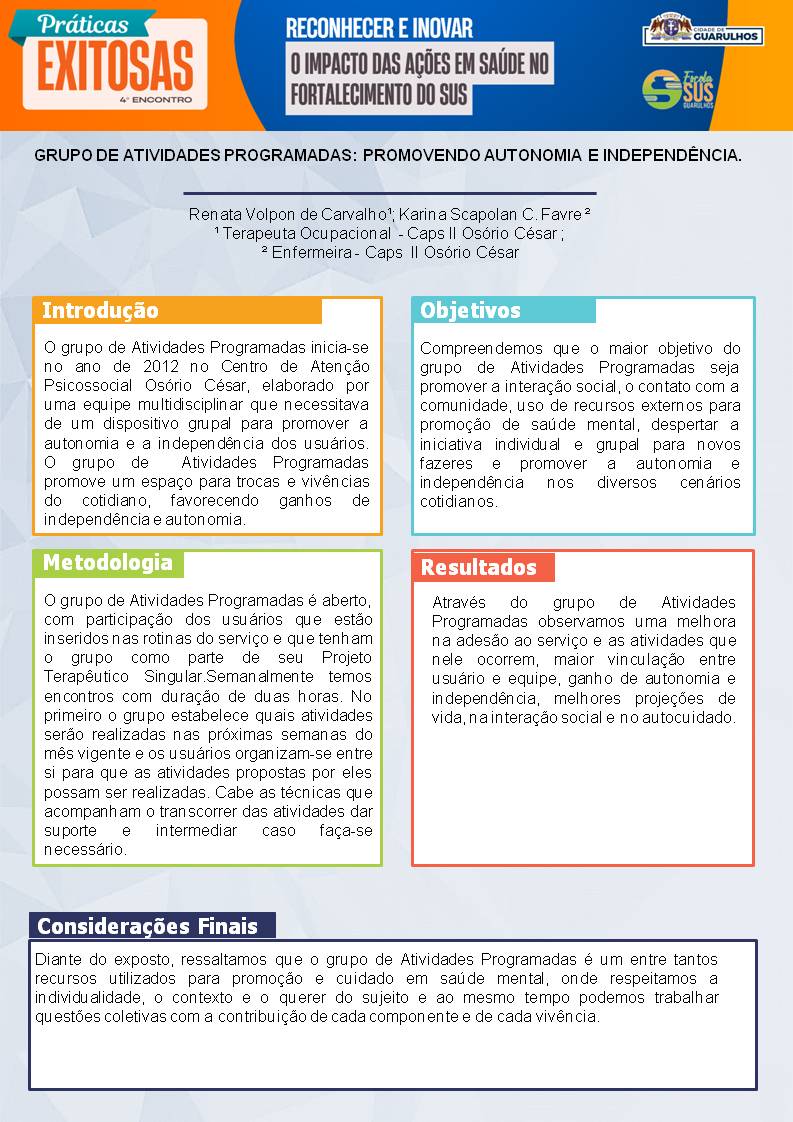 Práticas
EXITOSAS
4º ENCONTRO
RECONHECER E INOVAR
O IMPACTO DAS AÇÕES EM SAÚDE NO
FORTALECIMENTO DO SUS
CIDADE DE
GUARULHOS
Escola
SUS
GUARULHOS
GRUPO DE ATIVIDADES PROGRAMADAS: PROMOVENDO AUTONOMIA E INDEPENDÊNCIA.
Renata Volpon de Carvalho¹; Karina Scapolan C. Favre ²
¹ Terapeuta Ocupacional - Caps II Osório César ;
² Enfermeira - Caps II Osório César
Introdução
O grupo de Atividades Programadas inicia-se
no ano de 2012 no Centro de Atenção
Psicossocial Osório César, elaborado por
uma equipe multidisciplinar que necessitava
de um dispositivo grupal para promover a
autonomia e a independência dos usuários.
O grupo de Atividades Programadas
promove um espaço para trocas e vivências
do cotidiano, favorecendo ganhos de
independência e autonomia.
Objetivos
Compreendemos que o maior objetivo do
grupo de Atividades Programadas seja
promover a interação social, o contato com a
comunidade, uso de recursos externos para
promoção de saúde mental, despertar a
iniciativa individual e grupal para novos
fazeres e promover a autonomia e
independência nos diversos cenários
cotidianos.
Metodologia
O grupo de Atividades Programadas é aberto,
com participação dos usuários que estão
inseridos nas rotinas do serviço e que tenham
o grupo como parte de seu Projeto
Terapêutico Singular.Semanalmente temos
encontros com duração de duas horas. No
primeiro o grupo estabelece quais atividades
serão realizadas nas próximas semanas do
mês vigente e os usuários organizam-se entre
si para que as atividades propostas por eles
possam ser realizadas. Cabe as técnicas que
acompanham o transcorrer das atividades dar
suporte e intermediar caso faça-se
necessário.
Resultados
Através do grupo de Atividades
Programadas observamos uma melhora
na adesão ao serviço e as atividades que
nele ocorrem, maior vinculação entre
usuário e equipe, ganho de autonomia e
independência, melhores projeções de
vida, na interação social e no autocuidado.
Considerações Finais
Diante do exposto, ressaltamos que o grupo de Atividades Programadas é um entre tantos
recursos utilizados para promoção e cuidado em saúde mental, onde respeitamos a
individualidade, o contexto e o querer do sujeito e ao mesmo tempo podemos trabalhar
questões coletivas com a contribuição de cada componente e de cada vivência.